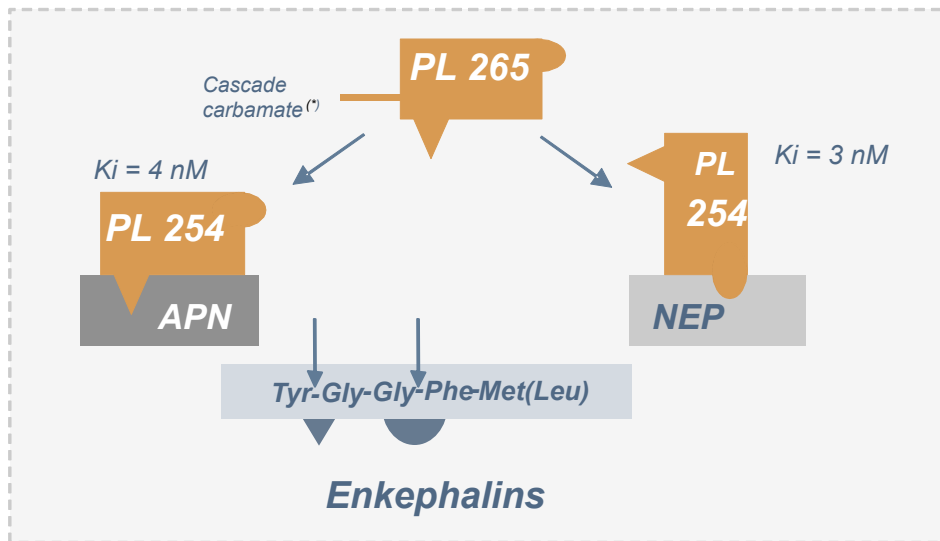 PL 265
Cascade
carbamate (*)
Ki = 4 nM
Ki = 3 nM
PL 254
PL
254
APN
NEP
Tyr-Gly-Gly-Phe-Met(Leu)
Enkephalins